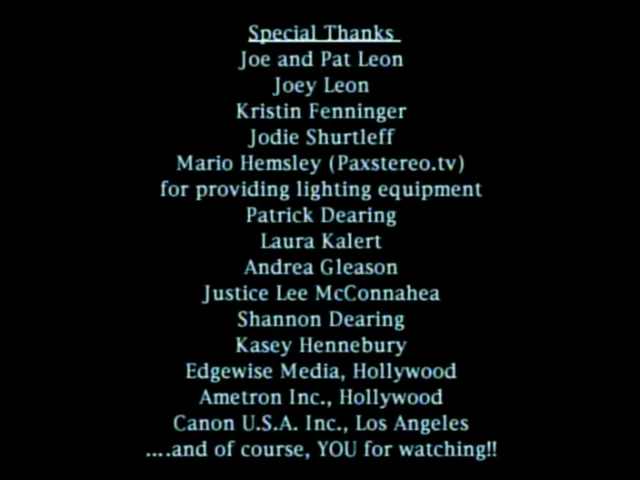 Special Thanks
Joe and Pat Leon
Joey Leon
Kristin Fenninger
Jodie Shurtleff
Mario Hemsley (Paxstereo.tv)
for providing lighting equipment
Patrick Dearing
Laura Kalert
Andrea Gleason
Justice Lee McConnahea
Shannon Dearing
Kasey Hennebury
Edgewise Media, Hollywood
Ametron Inc., Hollywood
Canon U.S.A. Inc., Los Angeles
....and of course, YOU for watching!!